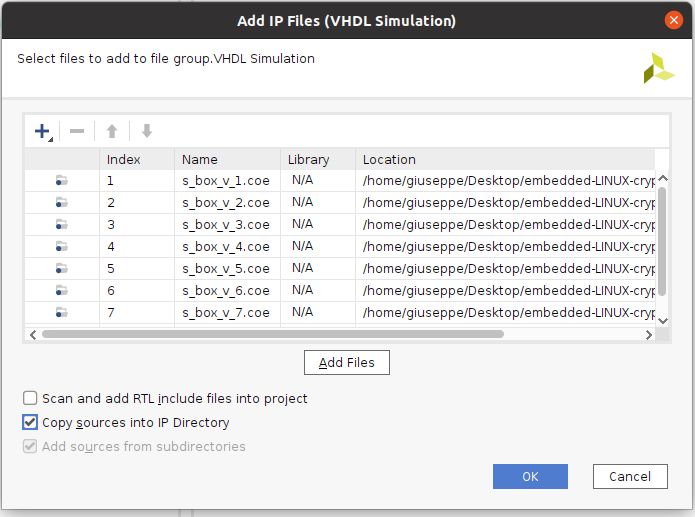 Add IP Files (VHDL Simulation)
Select files to add to file group.VHDL Simulation
Index Name Library Location
1 s_box_v_1.coe N/A /home/giuseppe/Desktop/embedded-LINUX-cryp
2 s_box_v_2.coe N/A /home/giuseppe/Desktop/embedded-LINUX-cryp
3 s_box_v_3.coe N/A /home/giuseppe/Desktop/embedded-LINUX-cryp
4 s_box_v_4.coe N/A /home/giuseppe/Desktop/embedded-LINUX-cryp
5 s_box_v_5.coe N/A /home/giuseppe/Desktop/embedded-LINUX-cryp
6 s_box_v_6.coe N/A /home/giuseppe/Desktop/embedded-LINUX-cryp
7 s_box_v_7.coe N/A /home/giuseppe/Desktop/embedded-LINUX-cryp
Add Files
Scan and add RTL include files into project
Copy sources into IP Directory
Add sources from subdirectories
OK Cancel